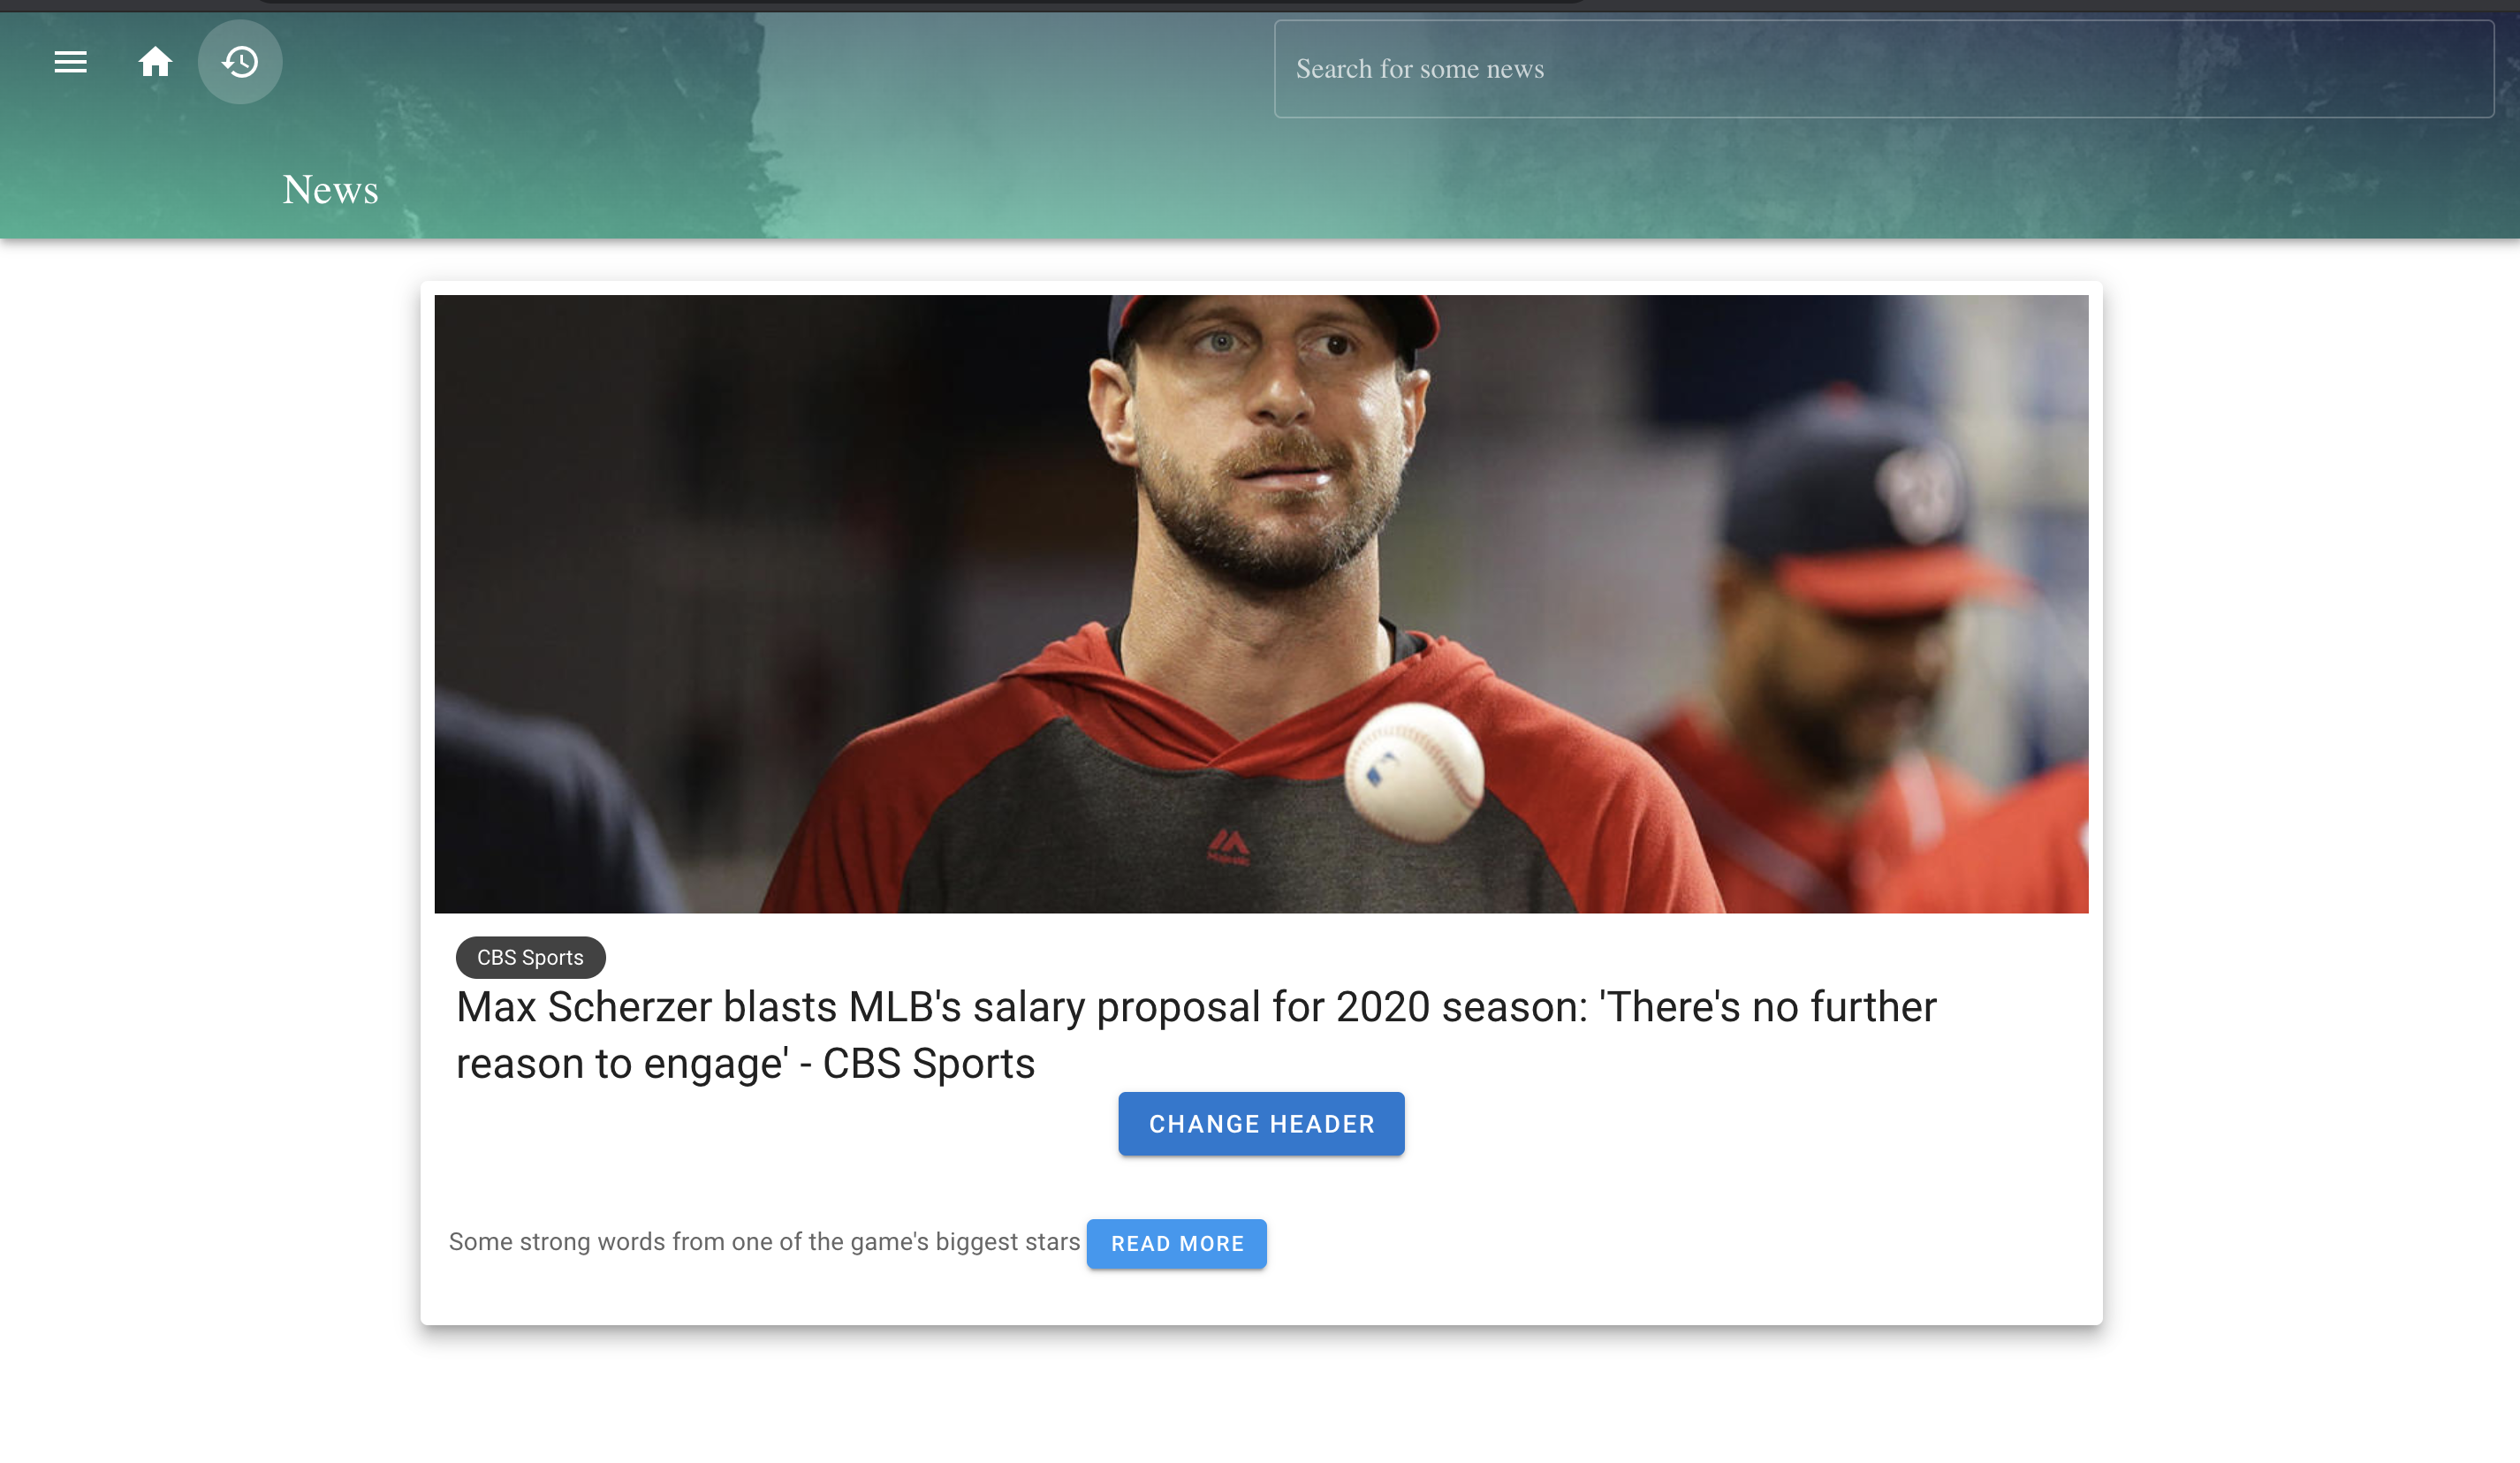 Search for some news
News
Majestic
CBS Sports
Max Scherzer blasts MLB's salary proposal for 2020 season: 'There's no further
reason to engage' - CBS Sports
CHANGE HEADER
Some strong words from one of the game's biggest stars READ MORE